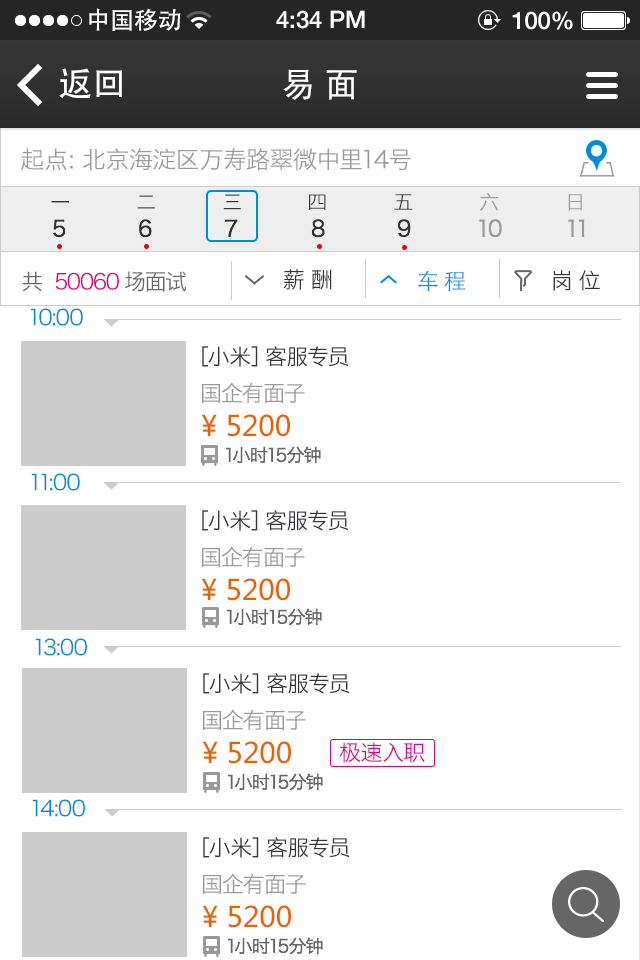 中国移动 4:34 PM 100%
返回 易面
起点: 北京海淀区万寿路翠微中里14号
一 二 三 四 五 六 日
5 6 7 8 9 10 11
共 50060 场面试 薪酬 车程 岗位
10:00
[小米] 客服专员
国企有面子
¥ 5200
1小时15分钟
11:00
[小米] 客服专员
国企有面子
¥ 5200
1小时15分钟
13:00
[小米] 客服专员
国企有面子
¥ 5200 极速入职
1小时15分钟
14:00
[小米] 客服专员
国企有面子
¥ 5200
1小时15分钟